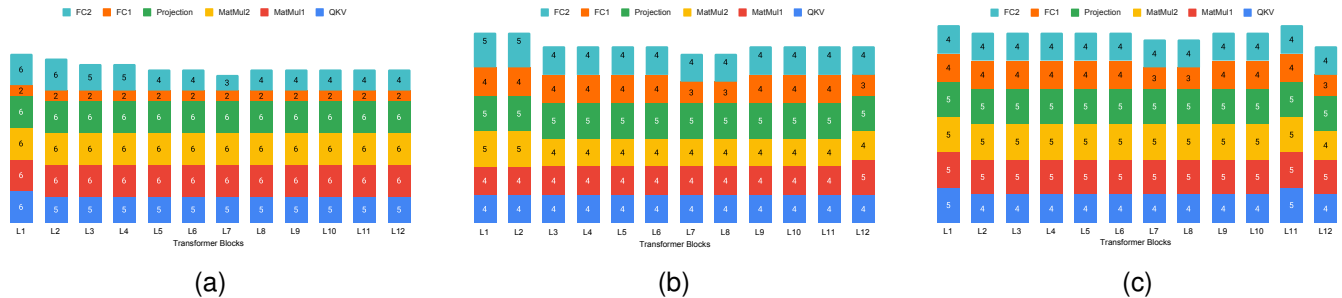 FC2 FC1 Projection MatMul2 MatMul1 QKV
6 6 5 5 4 4 3 4 4 4 4 4
2 2 2 2 2 2 2 2 2 2 2 2
6 6 6 6 6 6 6 6 6 6 6 6
6 6 6 6 6 6 6 6 6 6 6 6
6 6 6 6 6 6 6 6 6 6 6 6
6 5 5 5 5 5 5 5 5 5 5 5
L1 L2 L3 L4 L5 L6 L7 L8 L9 L10 L11 L12
Transformer Blocks
(a)
FC2 FC1 Projection MatMul2 MatMul1 QKV
5 5 4 4 4 4 4 4 4 4 4 4
4 4 4 4 4 4 3 3 4 4 4 3
5 5 5 5 5 5 5 5 5 5 5 5
5 5 4 4 4 4 4 4 4 4 4 4
4 4 4 4 4 4 4 4 4 4 4 5
4 4 4 4 4 4 4 4 4 4 4 4
L1 L2 L3 L4 L5 L6 L7 L8 L9 L10 L11 L12
Transformer Blocks
(b)
FC2 FC1 Projection MatMul2 MatMul1 QKV
4 4 4 4 4 4 4 4 4 4 4 4
4 4 4 4 4 4 3 3 4 4 4 3
5 5 5 5 5 5 5 5 5 5 5 5
5 5 5 5 5 5 5 5 5 5 5 4
5 5 5 5 5 5 5 5 5 5 5 5
5 4 4 4 4 4 4 4 4 4 5 4
L1 L2 L3 L4 L5 L6 L7 L8 L9 L10 L11 L12
Transformer Blocks
(c)